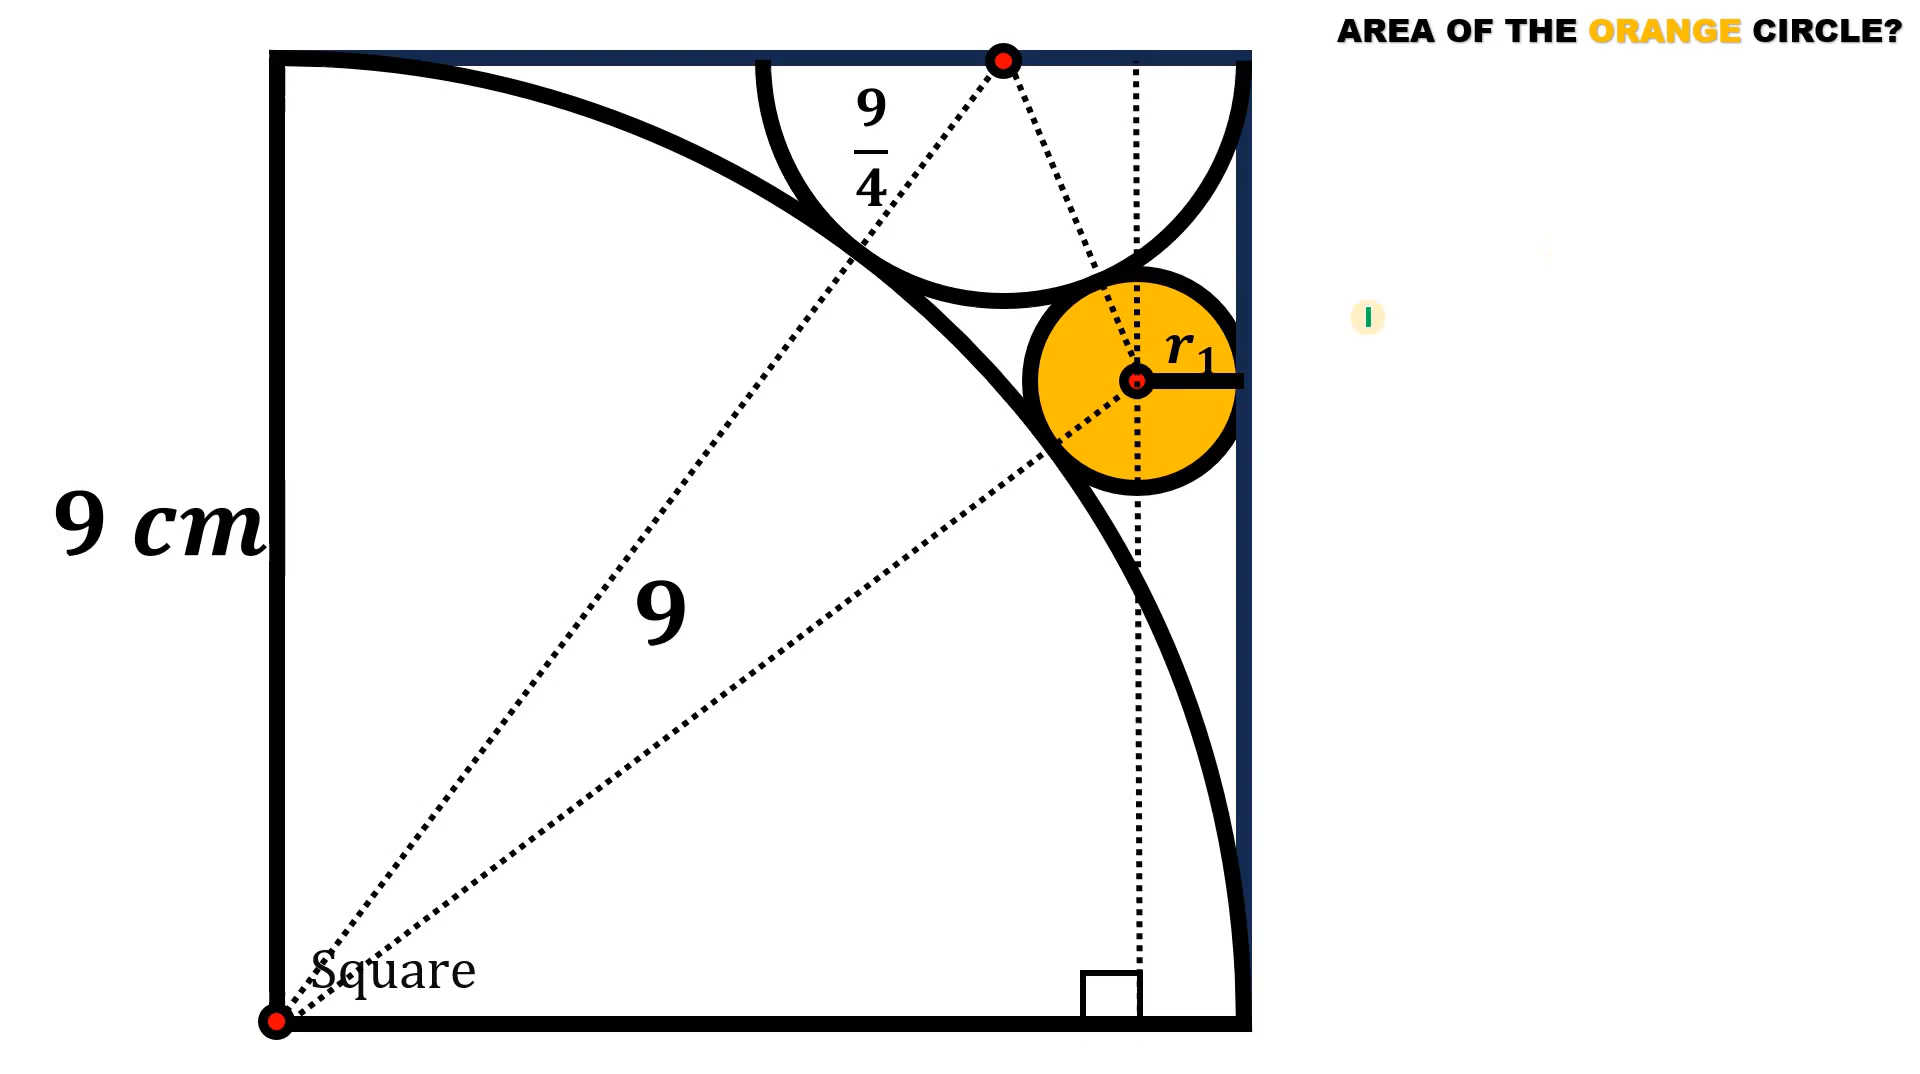 AREA OF THE ORANGE CIRCLE?
9
4
r₁
9 cm
9
Square